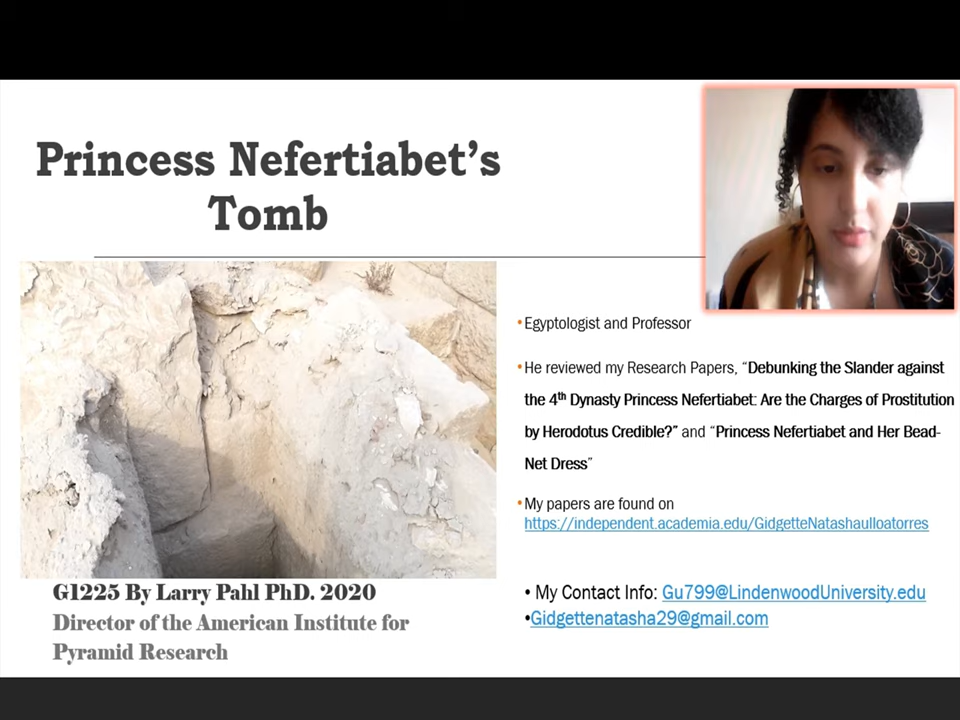 Princess Nefertiabet’s
Tomb
•Egyptologist and Professor
•He reviewed my Research Papers, “Debunking the Slander against
the 4th Dynasty Princess Nefertiabet: Are the Charges of Prostitution
by Herodotus Credible?” and “Princess Nefertiabet and Her Bead-
Net Dress”
•My papers are found on
https://independent.academia.edu/GidgetteNatashaulloatorres
G1225 By Larry Pahl PhD. 2020
Director of the American Institute for
Pyramid Research
• My Contact Info: Gu799@LindenwoodUniversity.edu
•Gidgettenatasha29@gmail.com